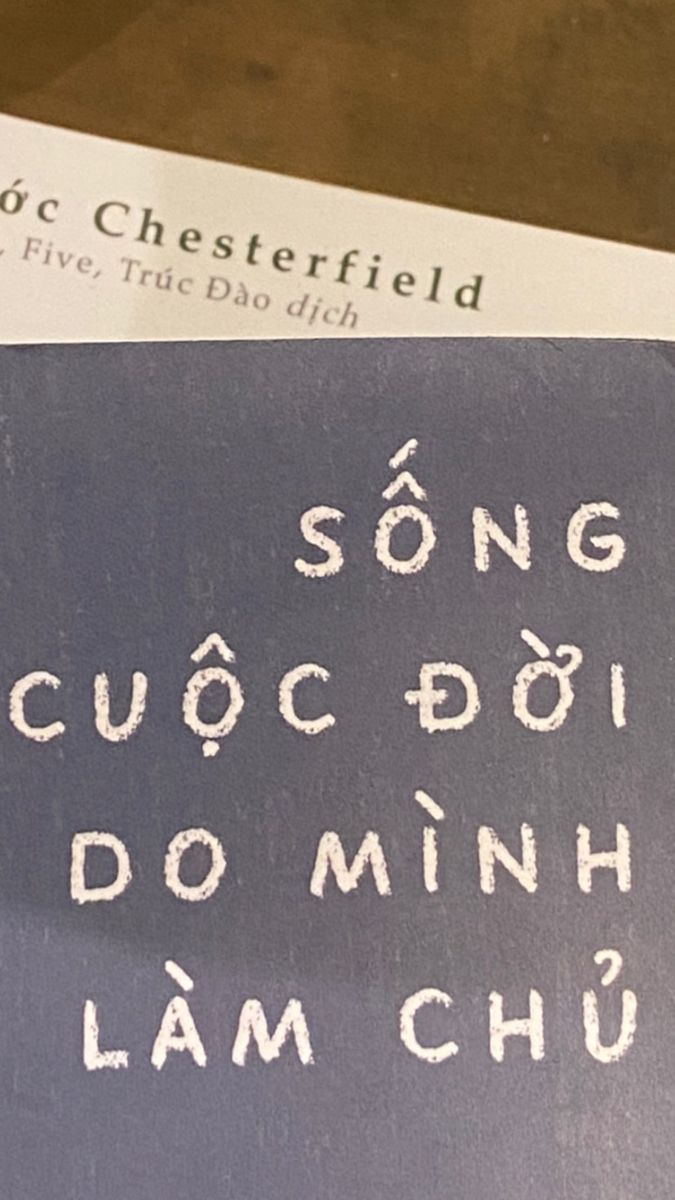 ớc Chesterfield
, Five, Trúc Đào dịch
SỐNG
CUỘC ĐỜI
DO MÌNH
LÀM CHỦ